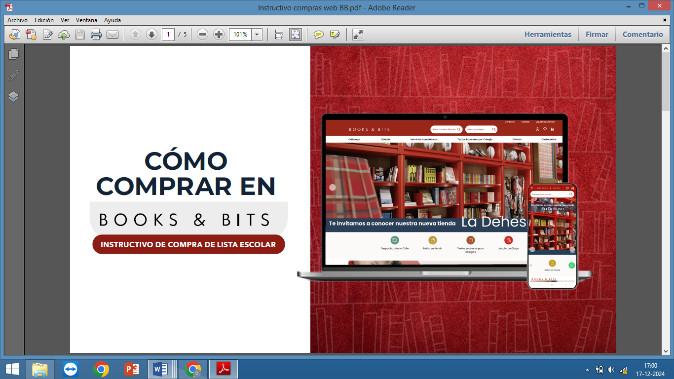 Instructivo compras web BB.pdf - Adobe Reader
Archivo Edición Ver Ventana Ayuda
1 / 5
101%
Herramientas Firmar Comentario
CÓMO
COMPRAR EN
BOOKS & BITS
INSTRUCTIVO DE COMPRA DE LISTA ESCOLAR
BOOKS & BITS
Te invitamos a conocer nuestra nueva tienda La Dehes
17:00
17-12-2024